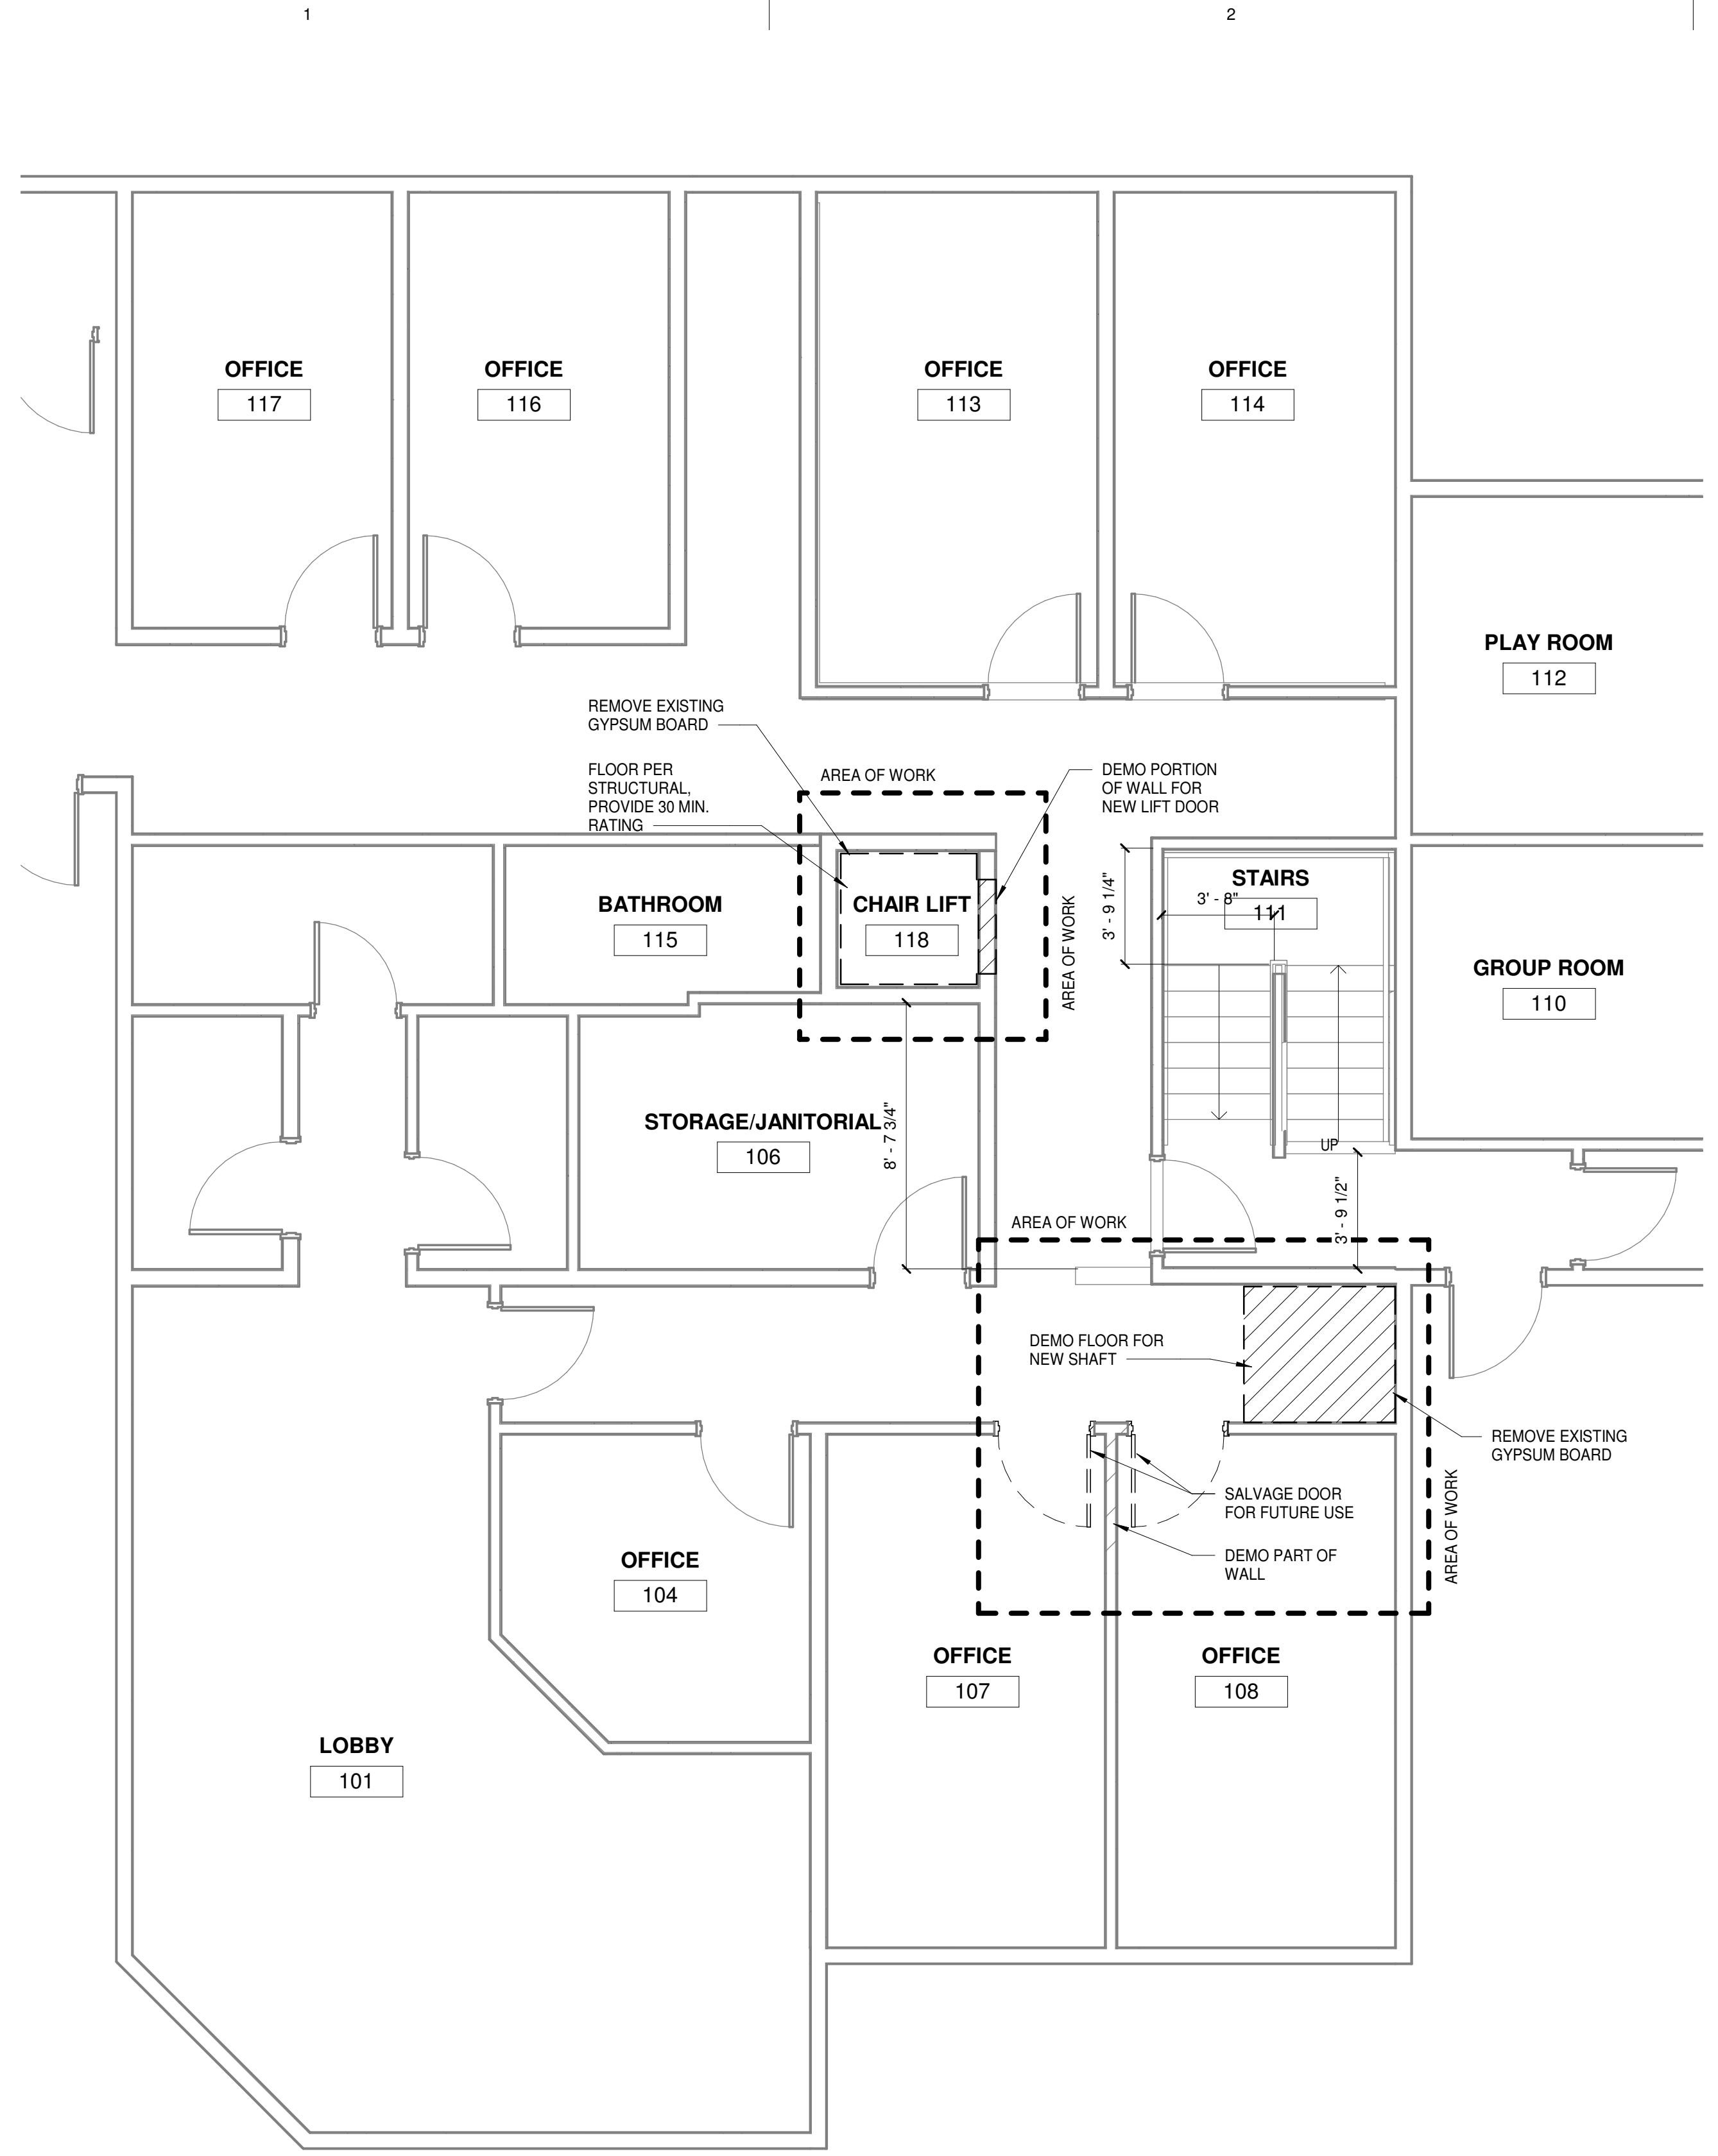 1
2
OFFICE
117
OFFICE
116
OFFICE
113
OFFICE
114
PLAY ROOM
112
REMOVE EXISTING
GYPSUM BOARD
FLOOR PER
STRUCTURAL,
PROVIDE 30 MIN.
RATING
AREA OF WORK
DEMO PORTION
OF WALL FOR
NEW LIFT DOOR
AREA OF WORK
BATHROOM
115
CHAIR LIFT
118
3' - 9 1/4"
STAIRS
3' - 8"
111
GROUP ROOM
110
STORAGE/JANITORIAL
106
8' - 7 3/4"
UP
3' - 9 1/2"
AREA OF WORK
DEMO FLOOR FOR
NEW SHAFT
REMOVE EXISTING
GYPSUM BOARD
AREA OF WORK
SALVAGE DOOR
FOR FUTURE USE
DEMO PART OF
WALL
OFFICE
104
OFFICE
107
OFFICE
108
LOBBY
101